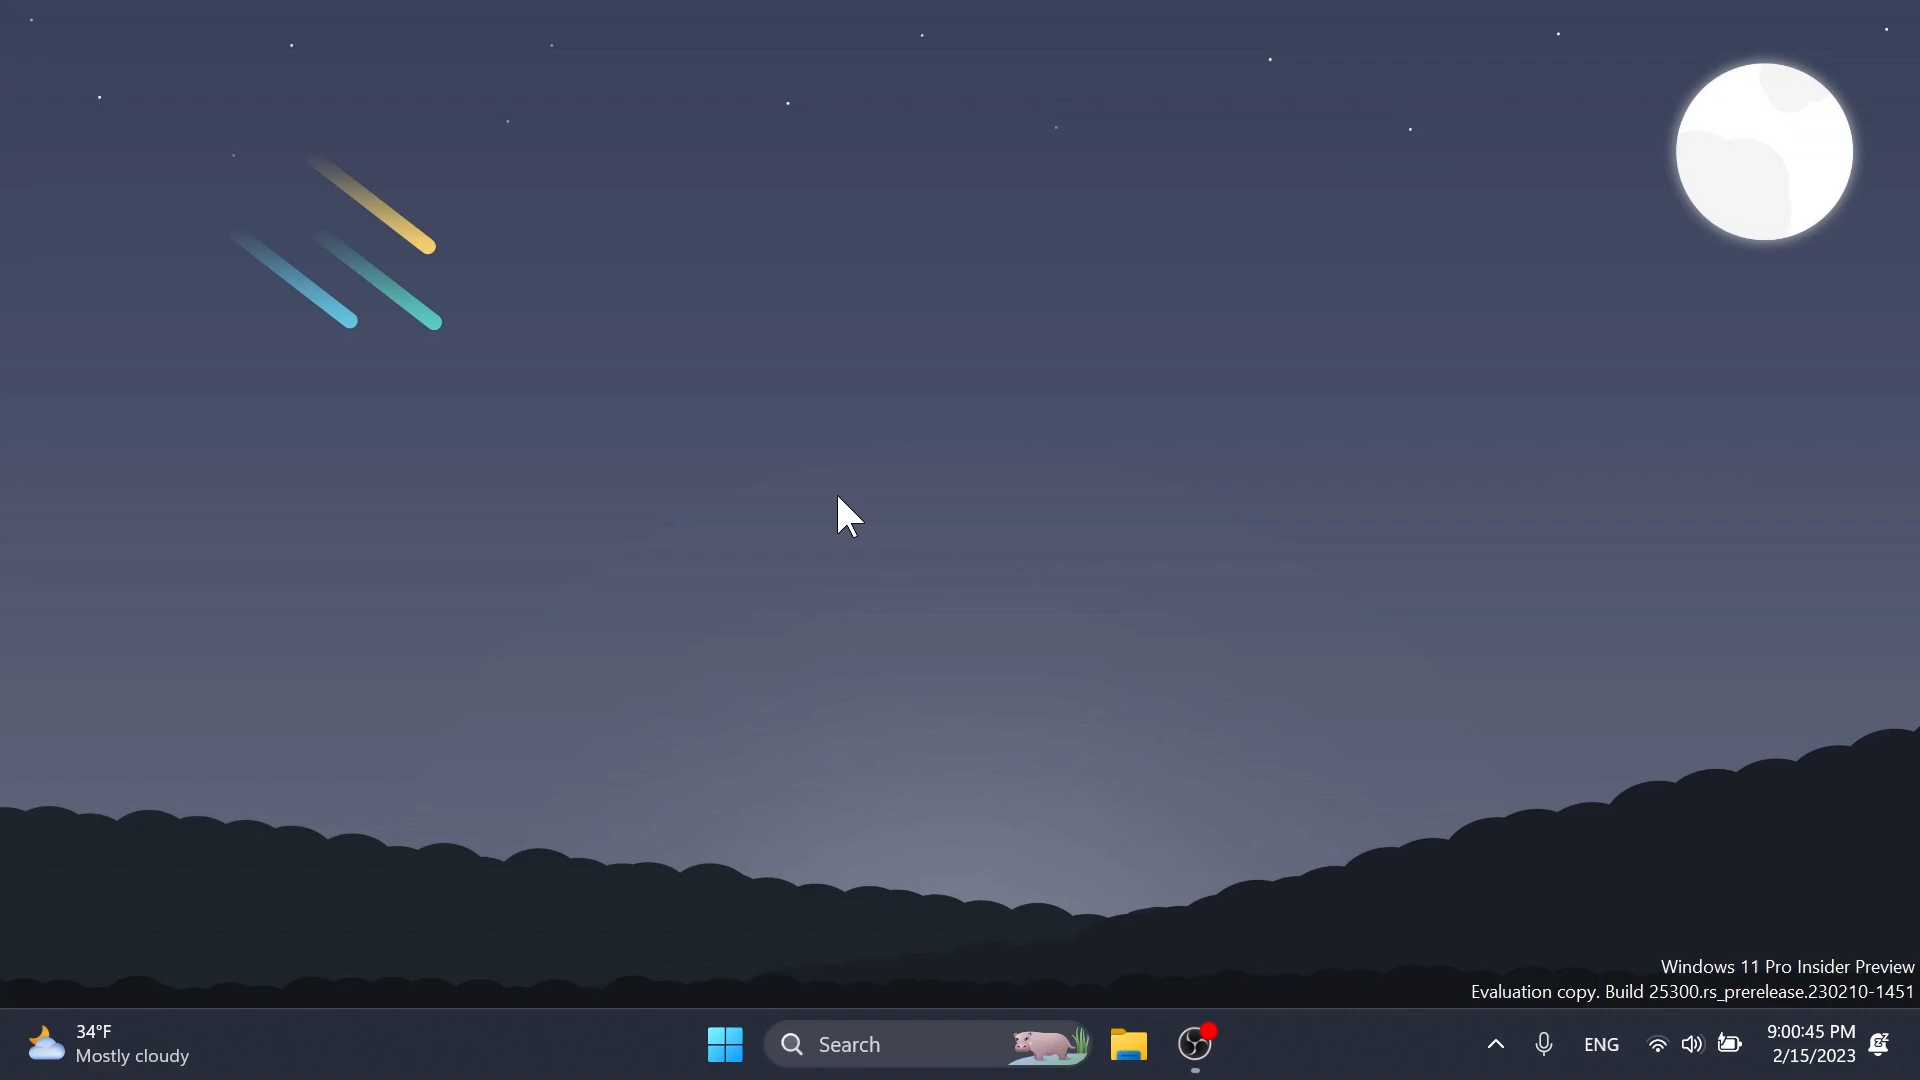 Windows 11 Pro Insider Preview
Evaluation copy. Build 25300.rs_prerelease.230210-1451
34°F
Mostly cloudy
Search
ENG
9:00:45 PM
2/15/2023